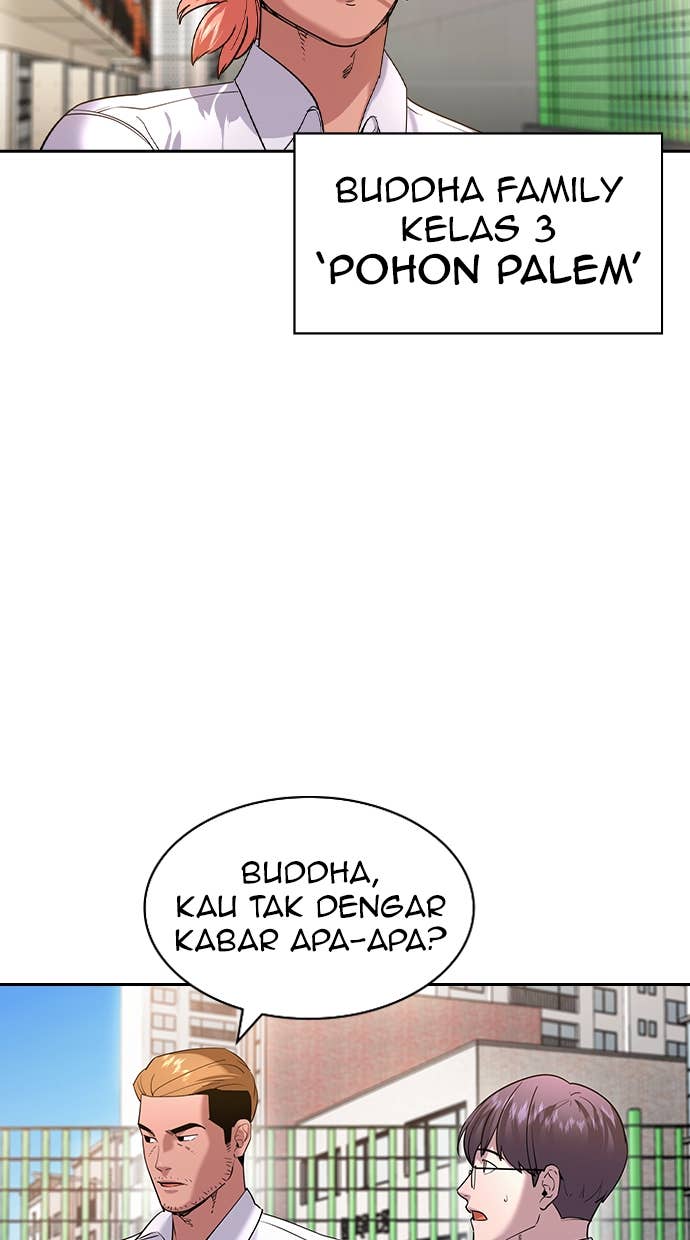 BUDDHA FAMILY
KELAS 3
‘POHON PALEM’
BUDDHA,
KAU TAK DENGAR
KABAR APA-APA?